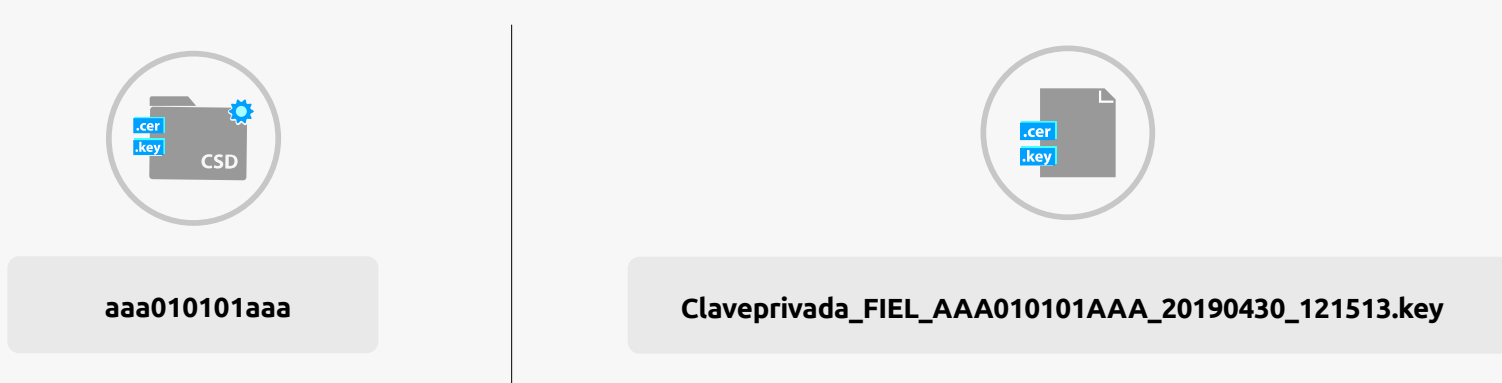 .cer
.key
CSD
aaa010101aaa
.cer
.key
Claveprivada_FIEL_AAA010101AAA_20190430_121513.key